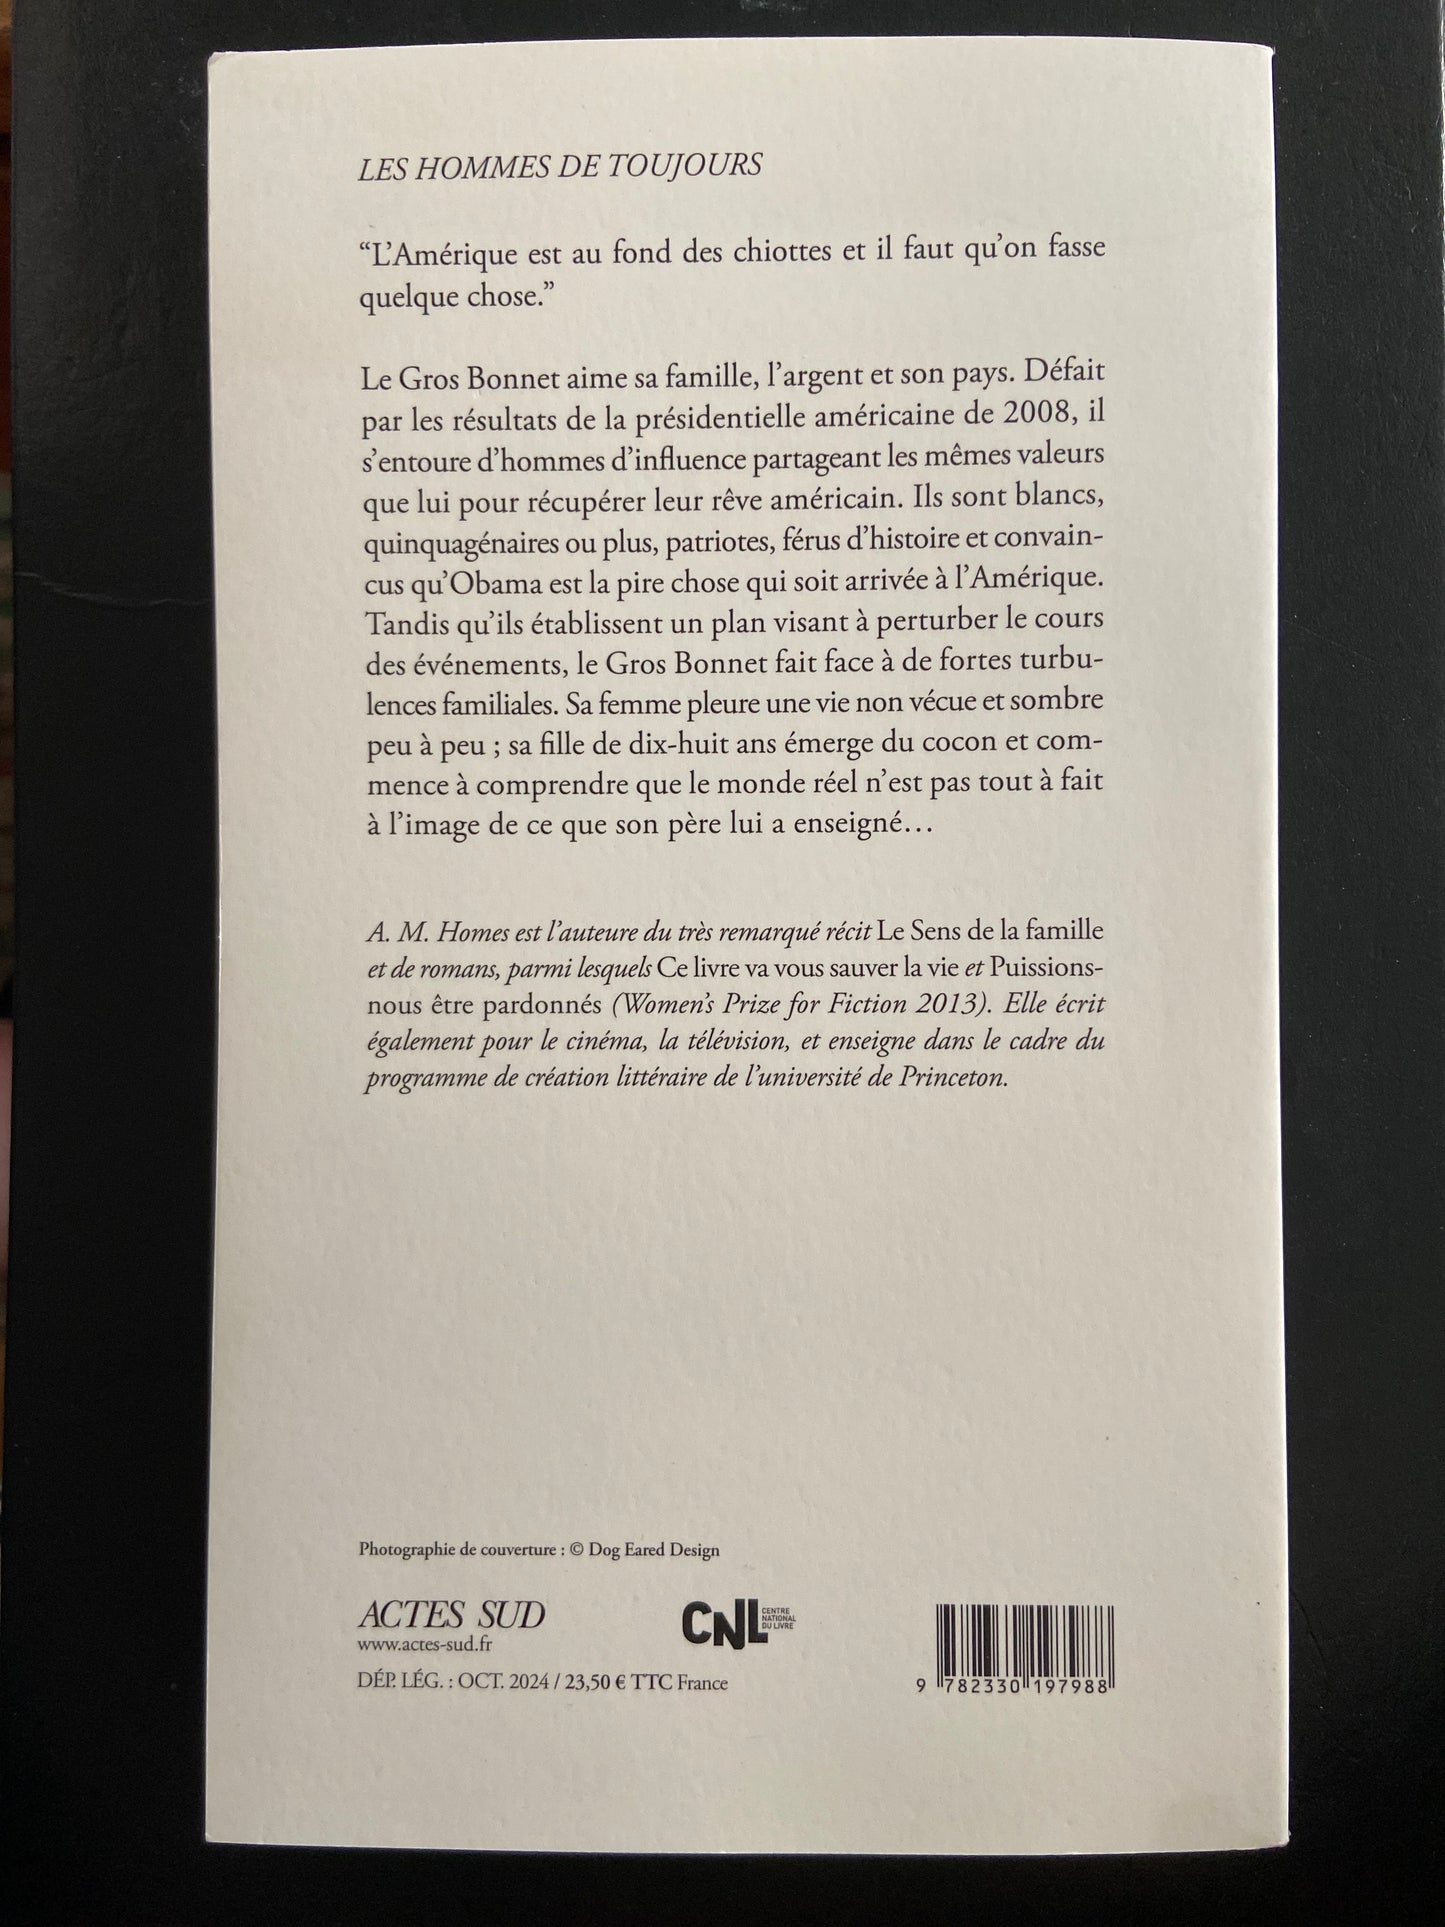 LES HOMMES DE TOUJOURS
“L’Amérique est au fond des chiottes et il faut qu’on fasse
quelque chose.”
Le Gros Bonnet aime sa famille, l’argent et son pays. Défait
par les résultats de la présidentielle américaine de 2008, il
s’entoure d’hommes d’influence partageant les mêmes valeurs
que lui pour récupérer leur rêve américain. Ils sont blancs,
quinquagénaires ou plus, patriotes, férus d’histoire et convain-
cus qu’Obama est la pire chose qui soit arrivée à l’Amérique.
Tandis qu’ils établissent un plan visant à perturber le cours
des événements, le Gros Bonnet fait face à de fortes turbu-
lences familiales. Sa femme pleure une vie non vécue et sombre
peu à peu ; sa fille de dix-huit ans émerge du cocon et com-
mence à comprendre que le monde réel n’est pas tout à fait
à l’image de ce que son père lui a enseigné…
A. M. Homes est l’auteure du très remarqué récit Le Sens de la famille
et de romans, parmi lesquels Ce livre va vous sauver la vie et Puissions-
nous être pardonnés (Women’s Prize for Fiction 2013). Elle écrit
également pour le cinéma, la télévision, et enseigne dans le cadre du
programme de création littéraire de l’université de Princeton.
Photographie de couverture : © Dog Eared Design
ACTES SUD
www.actes-sud.fr
DÉP. LÉG. : OCT. 2024 / 23,50 € TTC France
CNL CENTRE
NATIONAL
DU LIVRE
9 782330 197988